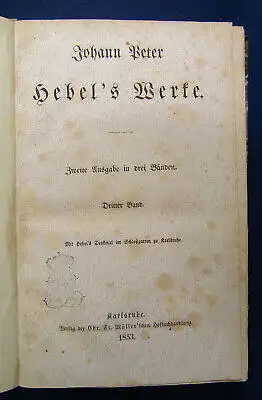 Johann Peter
Hebel's Werke.
Zweite Ausgabe in drei Bänden.
Dritter Band.
Mit Hebel's Denkmal im Schloßgarten zu Karlsruhe.
Karlsruhe.
Verlag der Chr. Fr. Müller'schen Hofbuchhandlung.
1853.